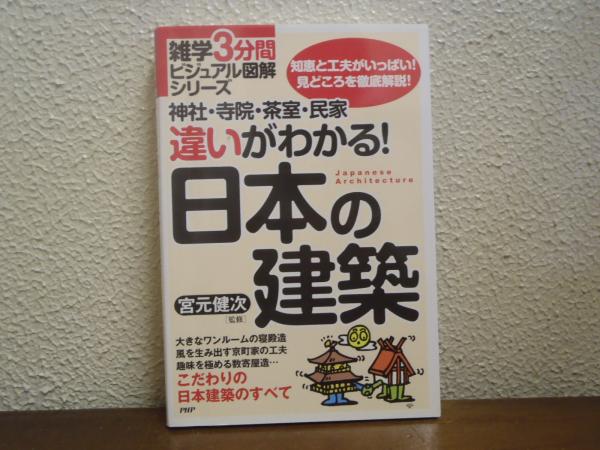 雑学3分間
ビジュアル図解
シリーズ
知恵と工夫がいっぱい!
見どころを徹底解説!
神社・寺院・茶室・民家
違いがわかる!
Japanese
Architecture
日本の
建築
宮元健次
[監修]
大きなワンルームの寝殿造
風を生み出す京町家の工夫
趣味を極める数寄屋造…
こだわりの
日本建築のすべて
PHP